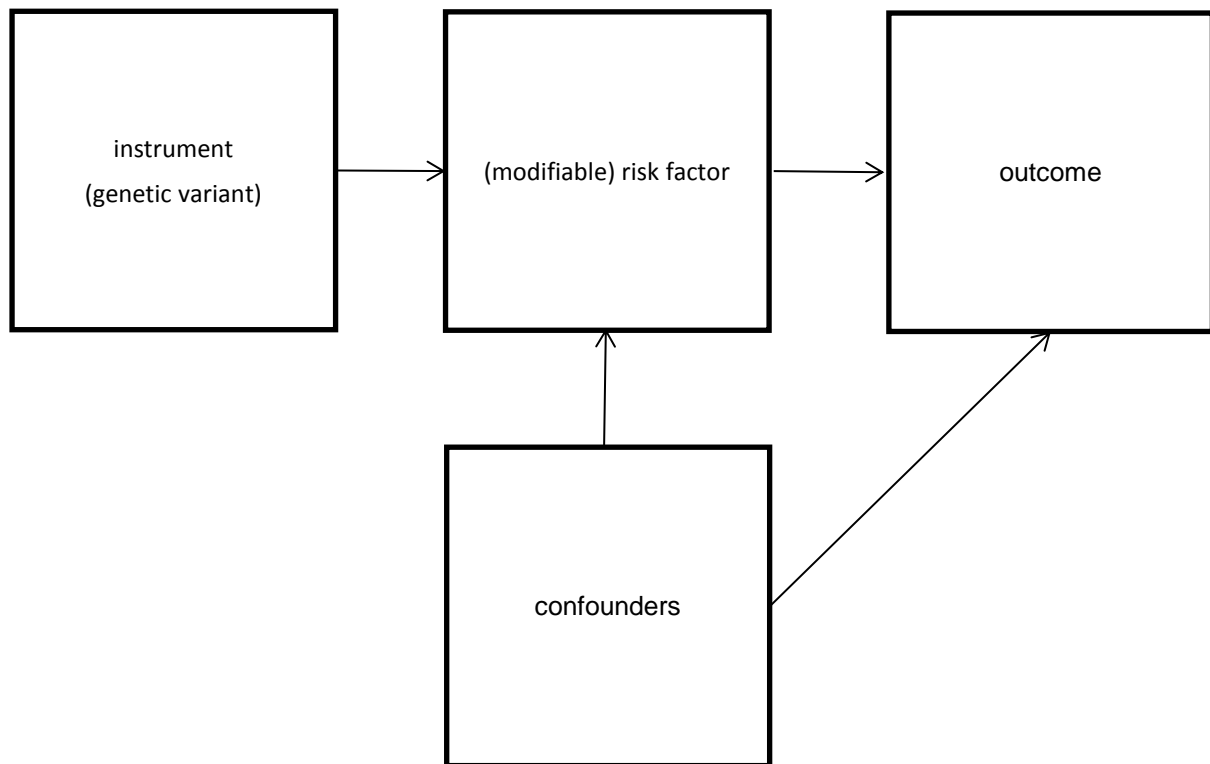 instrument
(genetic variant)
(modifiable) risk factor
outcome
confounders